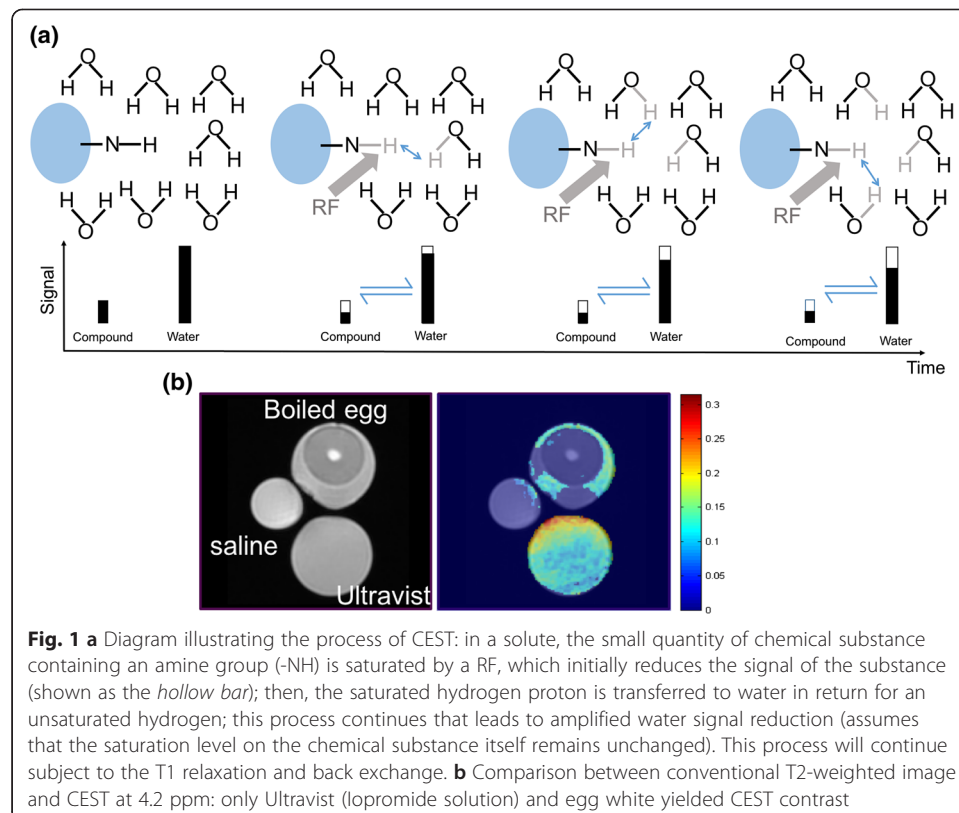 (a)
O O O
H H H H H H
N H H O H
O O O
H H H H H H
O O O
H H H H H H
N H H O H
RF
H H H H H H
O O O
O O O
H H H H H H
N H H O H
RF
H H H H H H
O O O
O O O
H H H H H H
N H H O H
RF
H H H H H H
O O O
Signal
Compound Water Compound Water Compound Water Compound Water
Time
(b)
Boiled egg
saline
Ultravist
0.3
0.25
0.2
0.15
0.1
0.05
0
Fig. 1 a Diagram illustrating the process of CEST: in a solute, the small quantity of chemical substance
containing an amine group (-NH) is saturated by a RF, which initially reduces the signal of the substance
(shown as the hollow bar); then, the saturated hydrogen proton is transferred to water in return for an
unsaturated hydrogen; this process continues that leads to amplified water signal reduction (assumes
that the saturation level on the chemical substance itself remains unchanged). This process will continue
subject to the T1 relaxation and back exchange. b Comparison between conventional T2-weighted image
and CEST at 4.2 ppm: only Ultravist (Iopromide solution) and egg white yielded CEST contrast